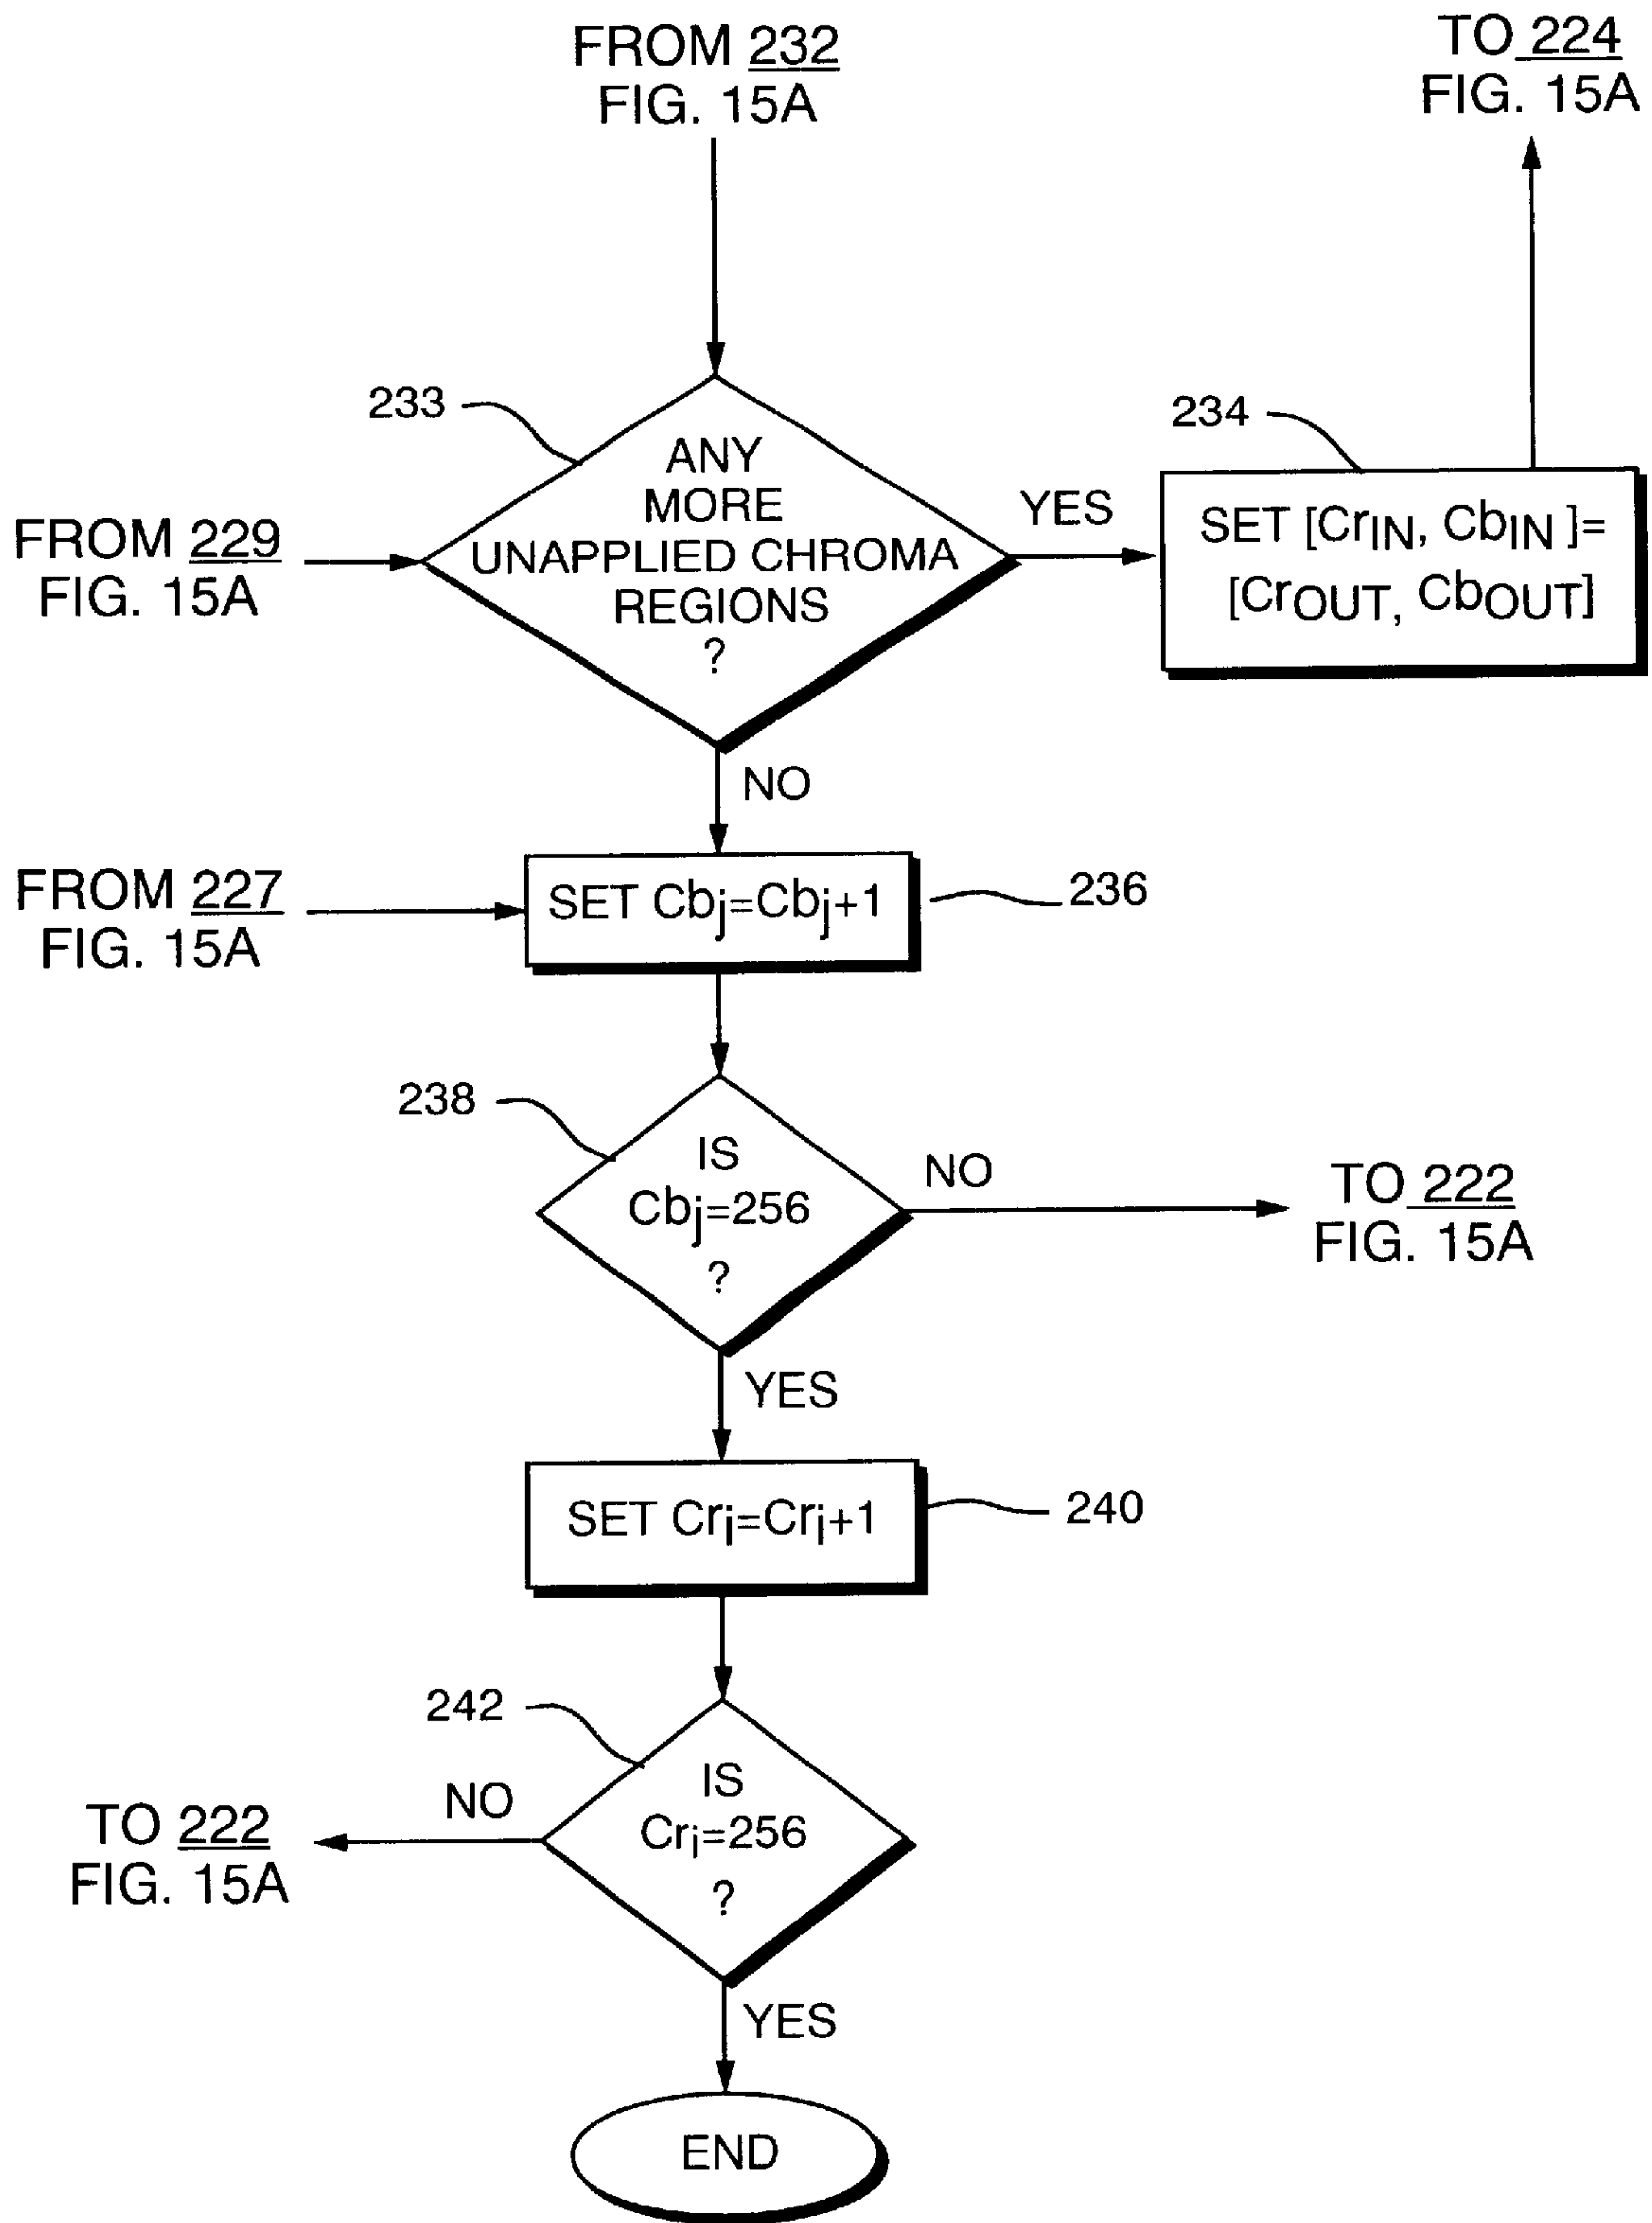 FROM 232
FIG. 15A
TO 224
FIG. 15A
233
ANY
MORE
UNAPPLIED CHROMA
REGIONS
?
YES
234
SET [CrIN, CbIN ]=
[CrOUT, CbOUT]
FROM 229
FIG. 15A
NO
FROM 227
FIG. 15A
SET Cbj=Cbj+1
236
238
IS
Cbj=256
?
NO
TO 222
FIG. 15A
YES
SET Cri=Cri+1
240
242
IS
Cri=256
?
NO
TO 222
FIG. 15A
YES
END